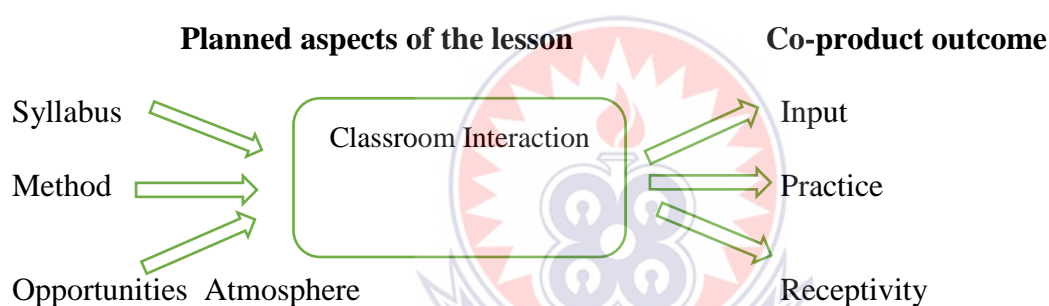 Planned aspects of the lesson Co-product outcome
Syllabus Input
Classroom Interaction
Method Practice
Opportunities Atmosphere Receptivity